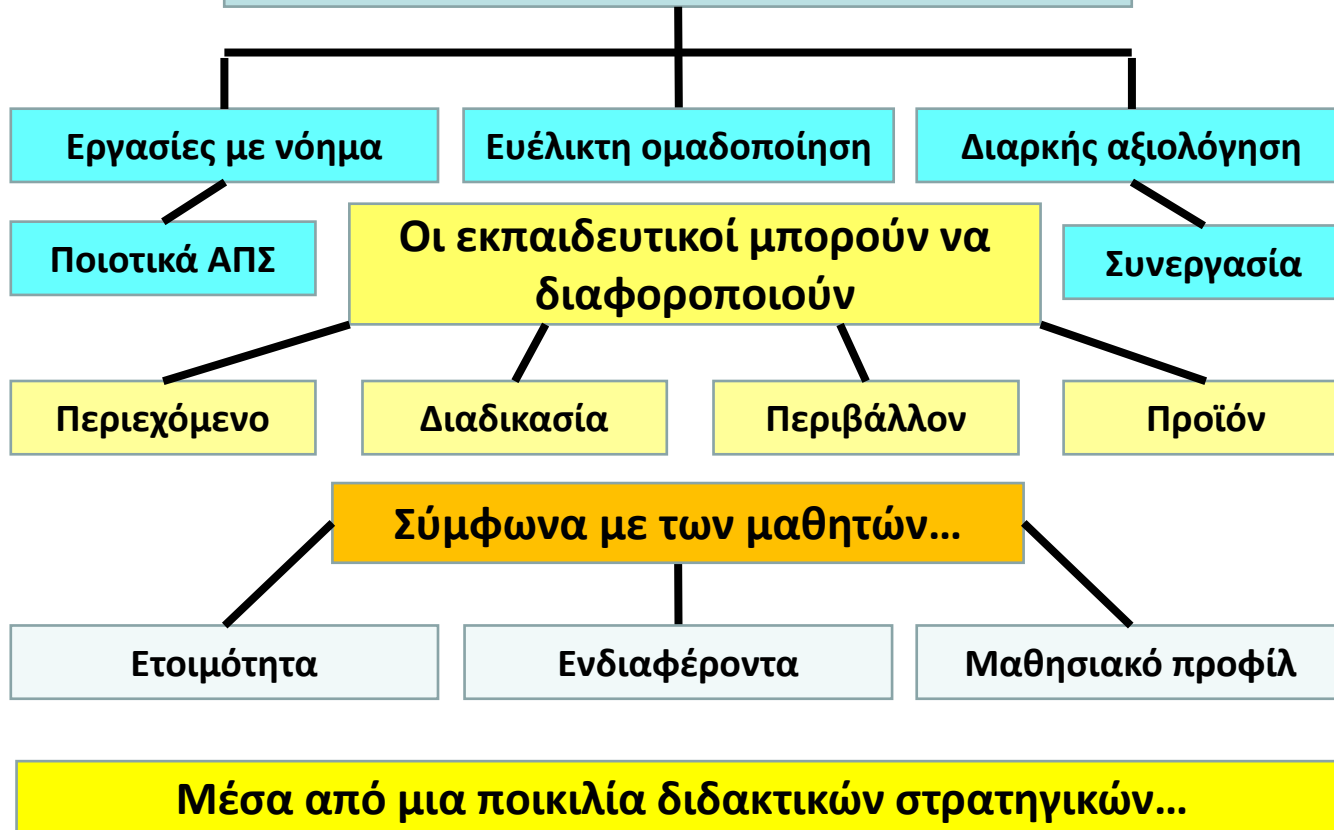 Εργασίες με νόημα
Ευέλικτη ομαδοποίηση
Διαρκής αξιολόγηση
Ποιοτικά ΑΠΣ
Οι εκπαιδευτικοί μπορούν να
διαφοροποιούν
Συνεργασία
Περιεχόμενο
Διαδικασία
Περιβάλλον
Προϊόν
Σύμφωνα με των μαθητών...
Ετοιμότητα
Ενδιαφέροντα
Μαθησιακό προφίλ
Μέσα από μια ποικιλία διδακτικών στρατηγικών...